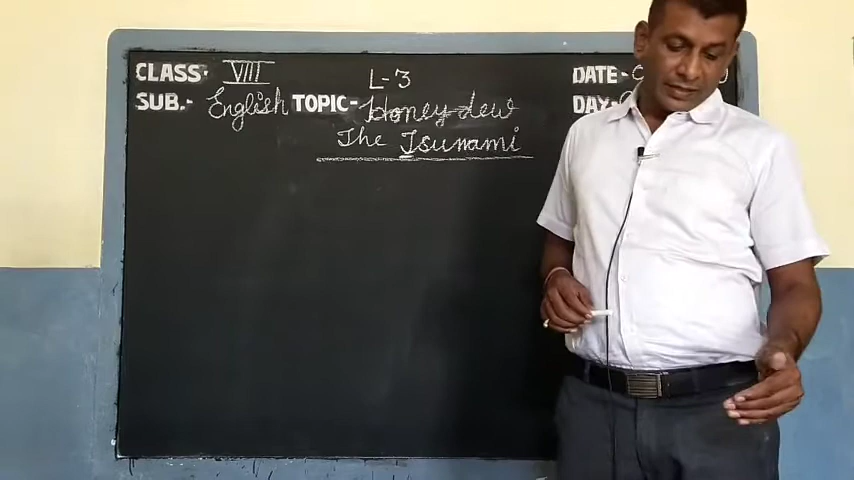 L-3
CLASS- VIII DATE-
SUB.- English TOPIC- Honey dew DAY-
The Tsunami